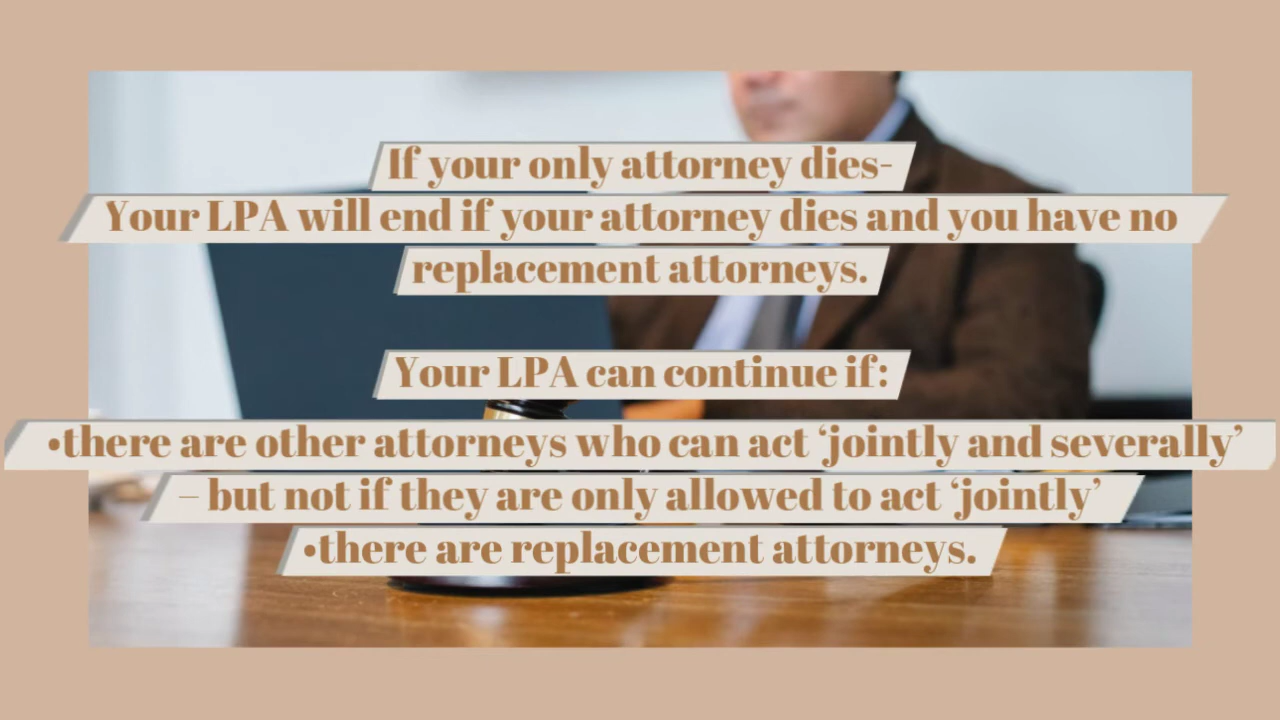 If your only attorney dies-
Your LPA will end if your attorney dies and you have no
replacement attorneys.
Your LPA can continue if:
•there are other attorneys who can act ‘jointly and severally’
– but not if they are only allowed to act ‘jointly’
•there are replacement attorneys.